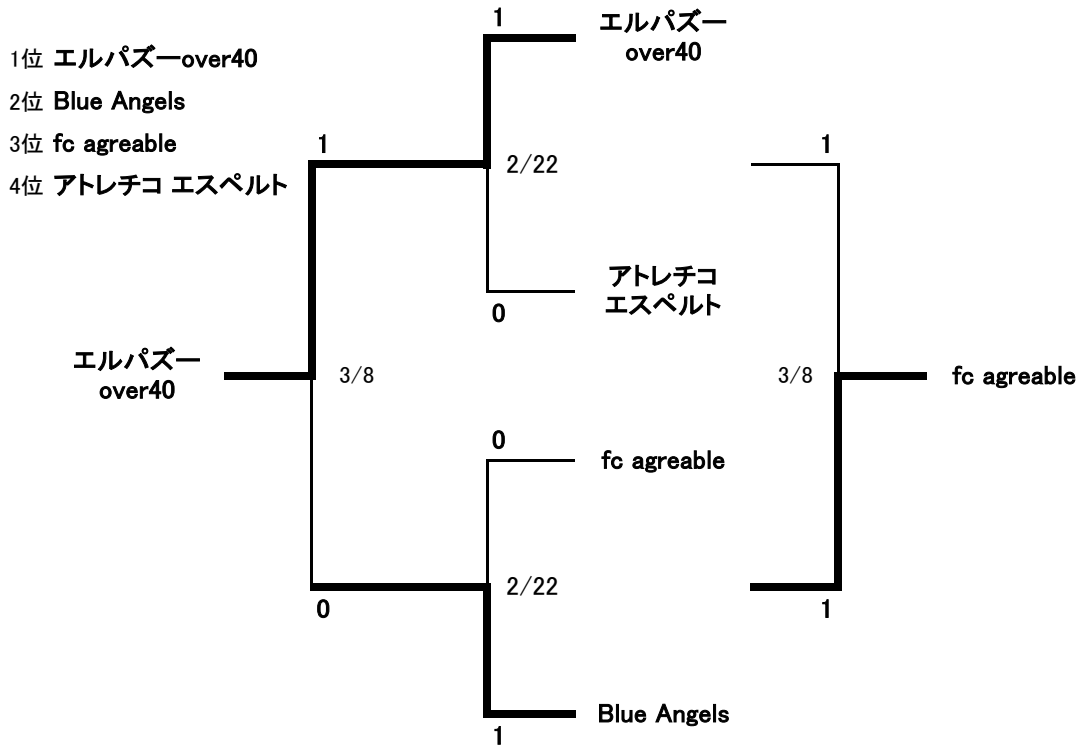 1位 エルパズーover40
2位 Blue Angels
3位 fc agreable
4位 アトレチコ エスペルト
1
エルパズー
over40
1
2/22
1
アトレチコ
エスペルト
0
エルパズー
over40
3/8
3/8
fc agreable
0
fc agreable
2/22
0
1
Blue Angels
1